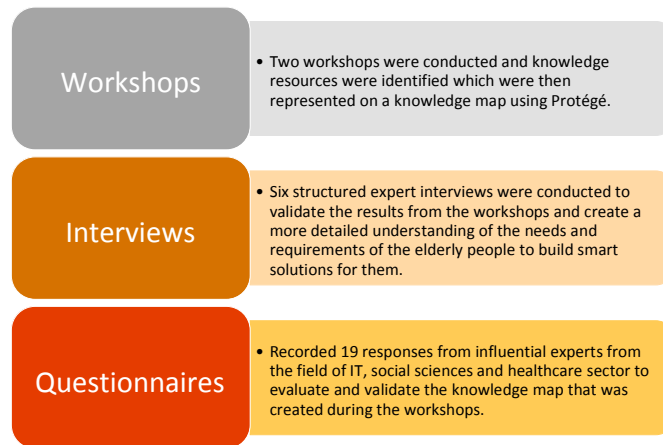 Workshops
• Two workshops were conducted and knowledge
resources were identified which were then
represented on a knowledge map using Protégé.
Interviews
• Six structured expert interviews were conducted to
validate the results from the workshops and create a
more detailed understanding of the needs and
requirements of the elderly people to build smart
solutions for them.
Questionnaires
• Recorded 19 responses from influential experts from
the field of IT, social sciences and healthcare sector to
evaluate and validate the knowledge map that was
created during the workshops.